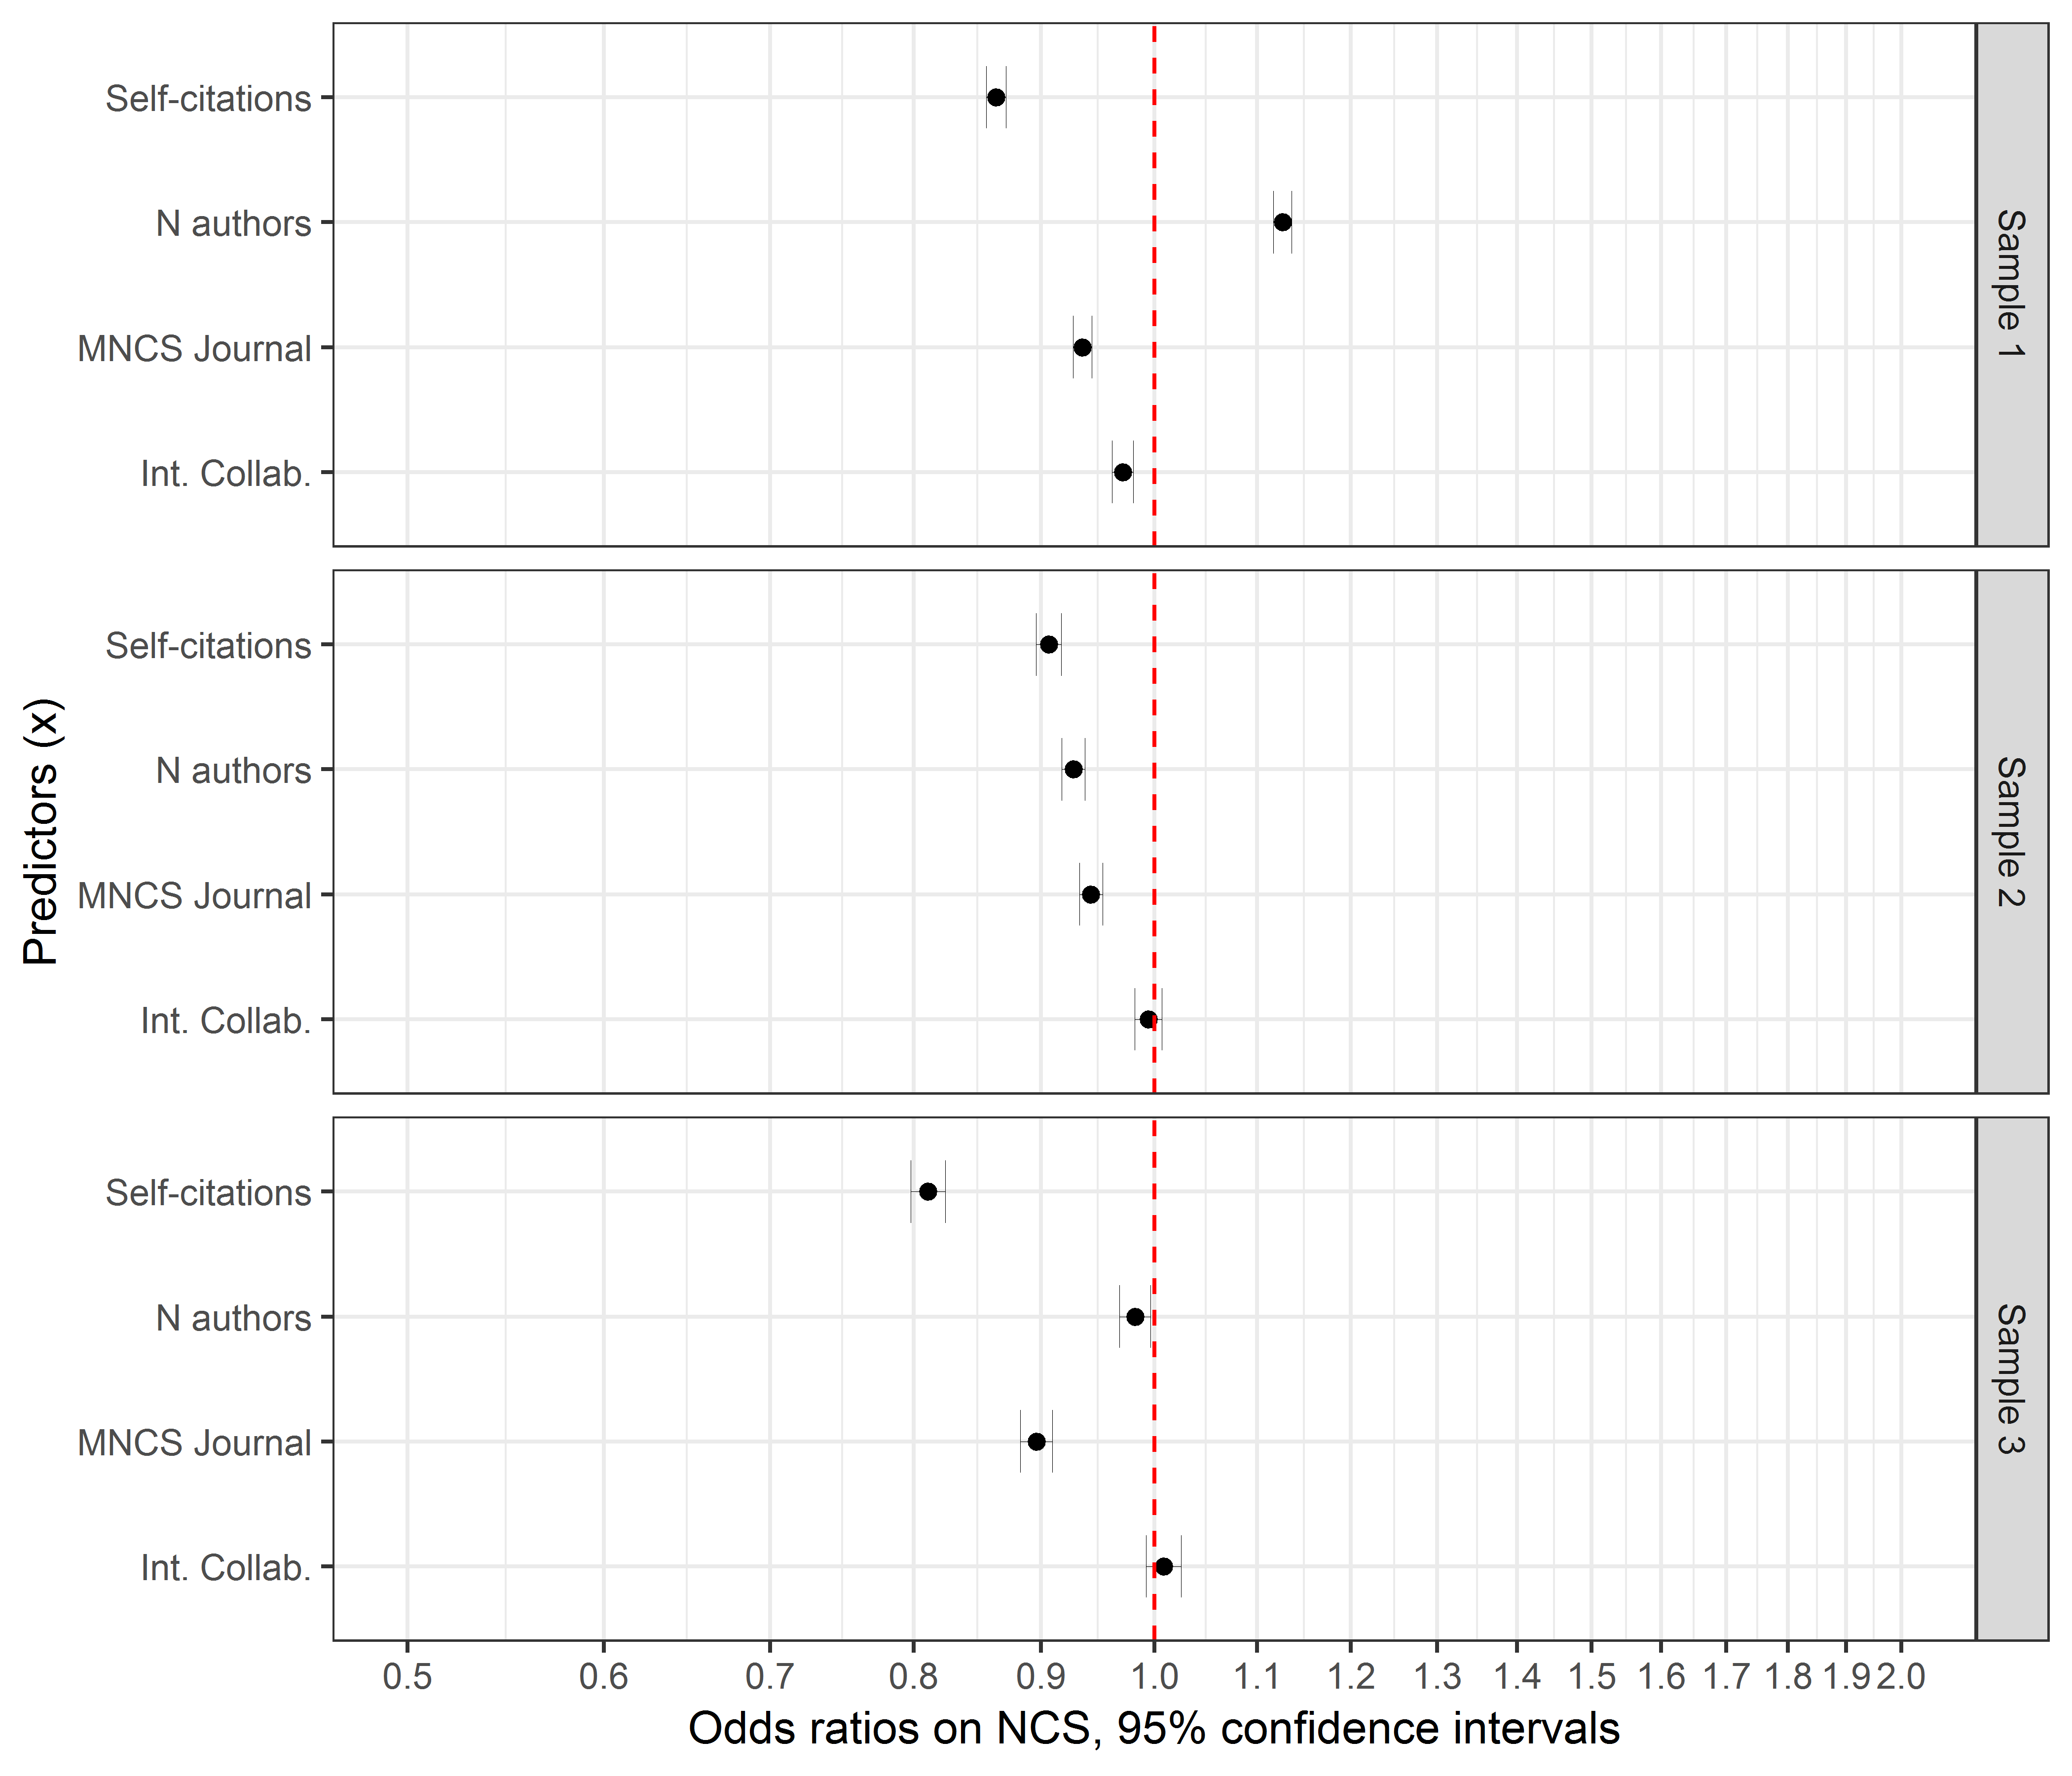 Self-citations
N authors
MNCS Journal
Int. Collab.
Sample 1
Self-citations
N authors
MNCS Journal
Int. Collab.
Sample 2
Self-citations
N authors
MNCS Journal
Int. Collab.
Sample 3
Predictors (x)
0.5 0.6 0.7 0.8 0.9 1.0 1.1 1.2 1.3 1.4 1.5 1.6 1.7 1.8 1.9 2.0
Odds ratios on NCS, 95% confidence intervals